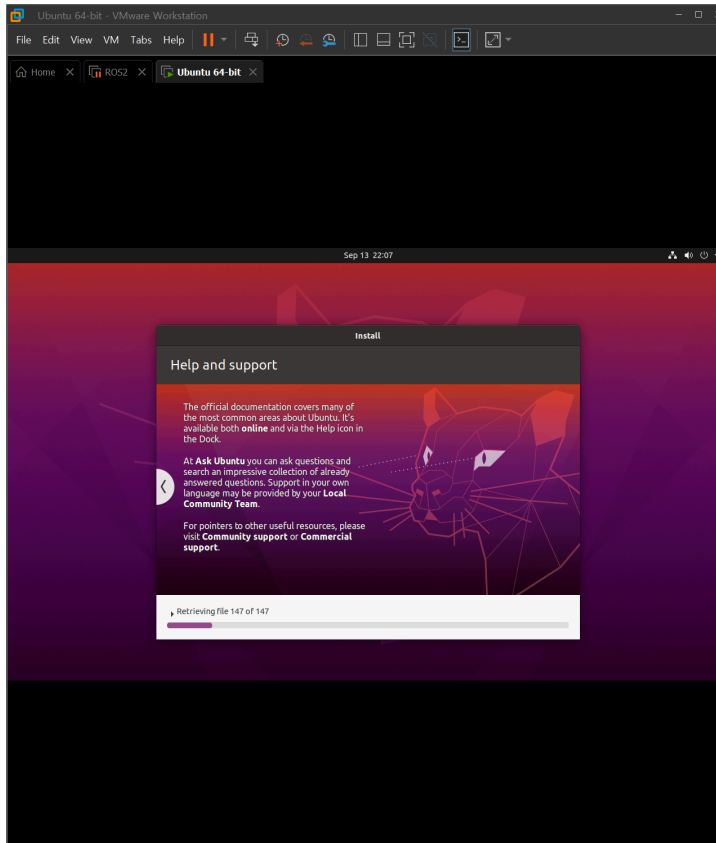 Ubuntu 64-bit - VMware Workstation
File Edit View VM Tabs Help
Home ROS2 Ubuntu 64-bit
Sep 13 22:07
Install
Help and support
The official documentation covers many of
the most common areas about Ubuntu. It's
available both online and via the Help icon in
the Dock.
At Ask Ubuntu you can ask questions and
search an impressive collection of already
answered questions. Support in your own
language may be provided by your Local
Community Team.
For pointers to other useful resources, please
visit Community support or Commercial
support.
Retrieving file 147 of 147